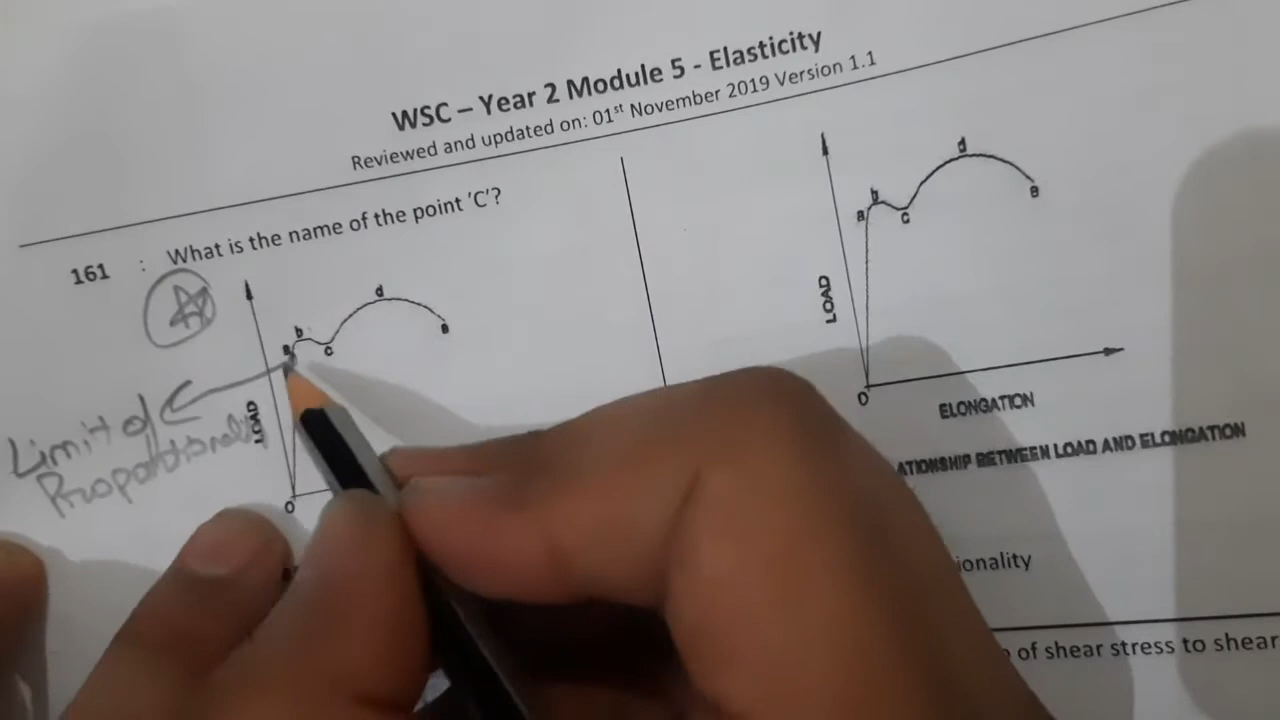 WSC – Year 2 Module 5 - Elasticity
Reviewed and updated on: 01st November 2019 Version 1.1
161 : What is the name of the point 'C'?
a
b
c
d
e
LOAD
O
Limit of
Proportionality
a
b
c
d
e
LOAD
O
ELONGATION
ATIONSHIP BETWEEN LOAD AND ELONGATION
ionality
of shear stress to shear